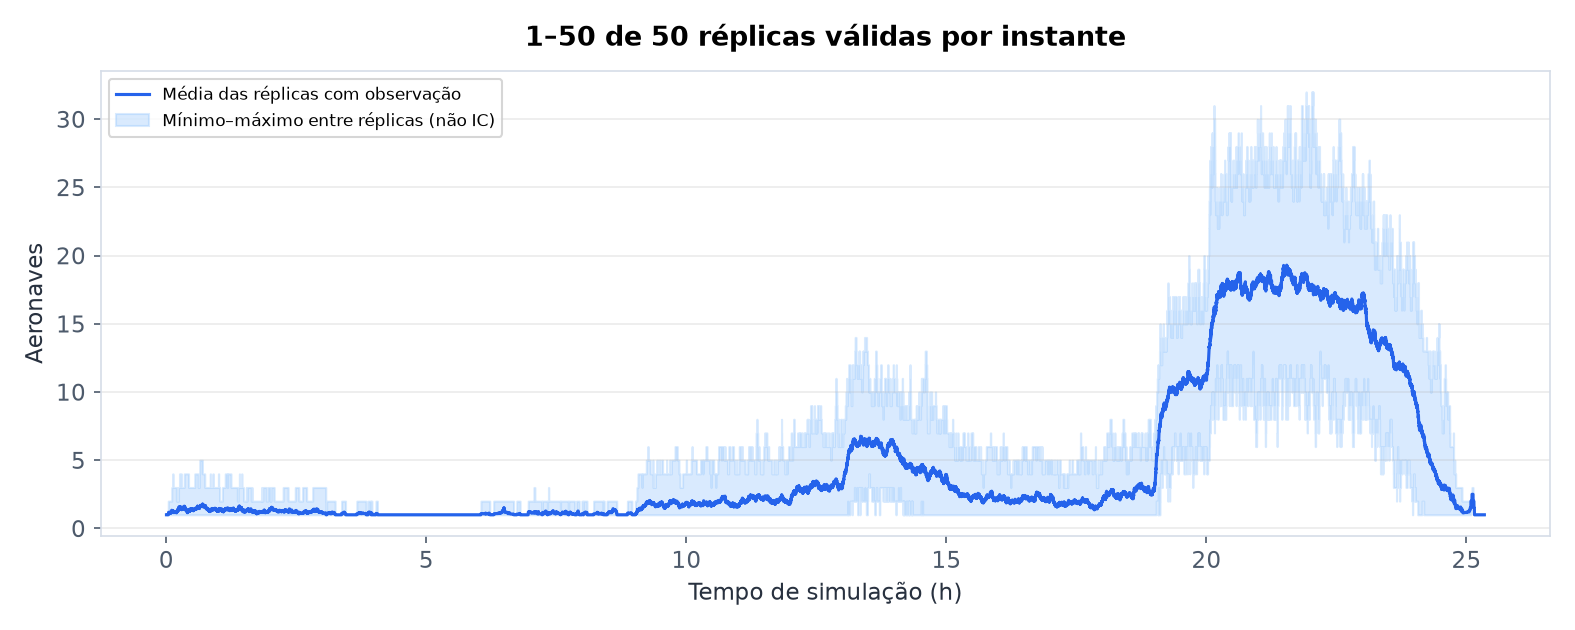 1–50 de 50 réplicas válidas por instante
Média das réplicas com observação
Mínimo–máximo entre réplicas (não IC)
Aeronaves
30
25
20
15
10
5
0
0 5 10 15 20 25
Tempo de simulação (h)